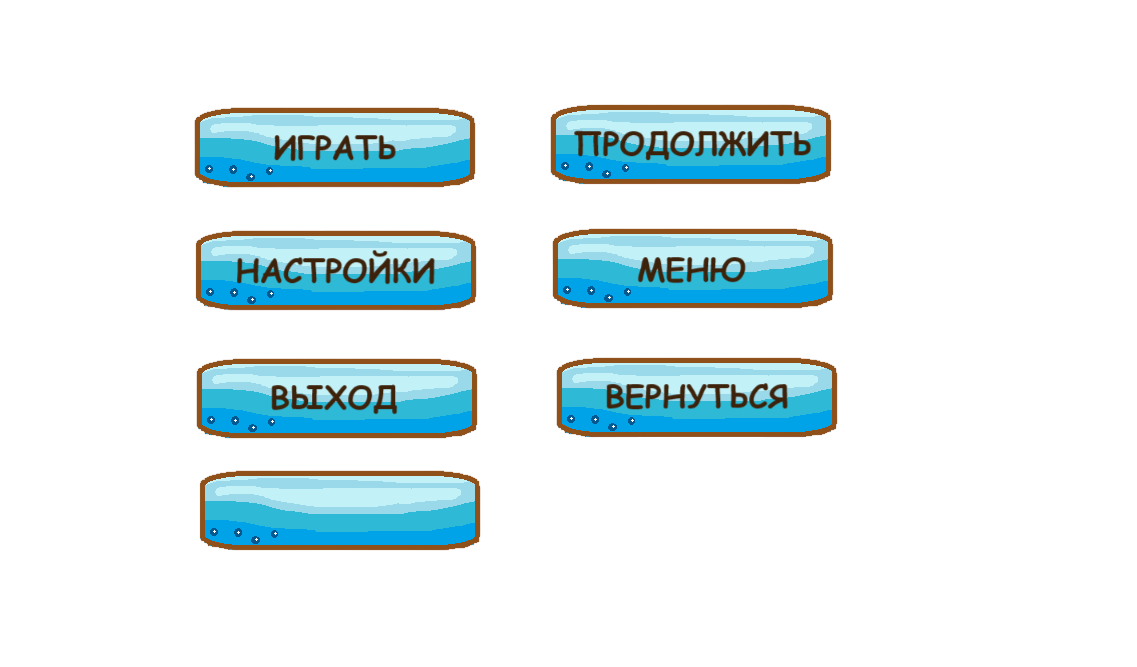 ИГРАТЬ
ПРОДОЛЖИТЬ
НАСТРОЙКИ
МЕНЮ
ВЫХОД
ВЕРНУТЬСЯ